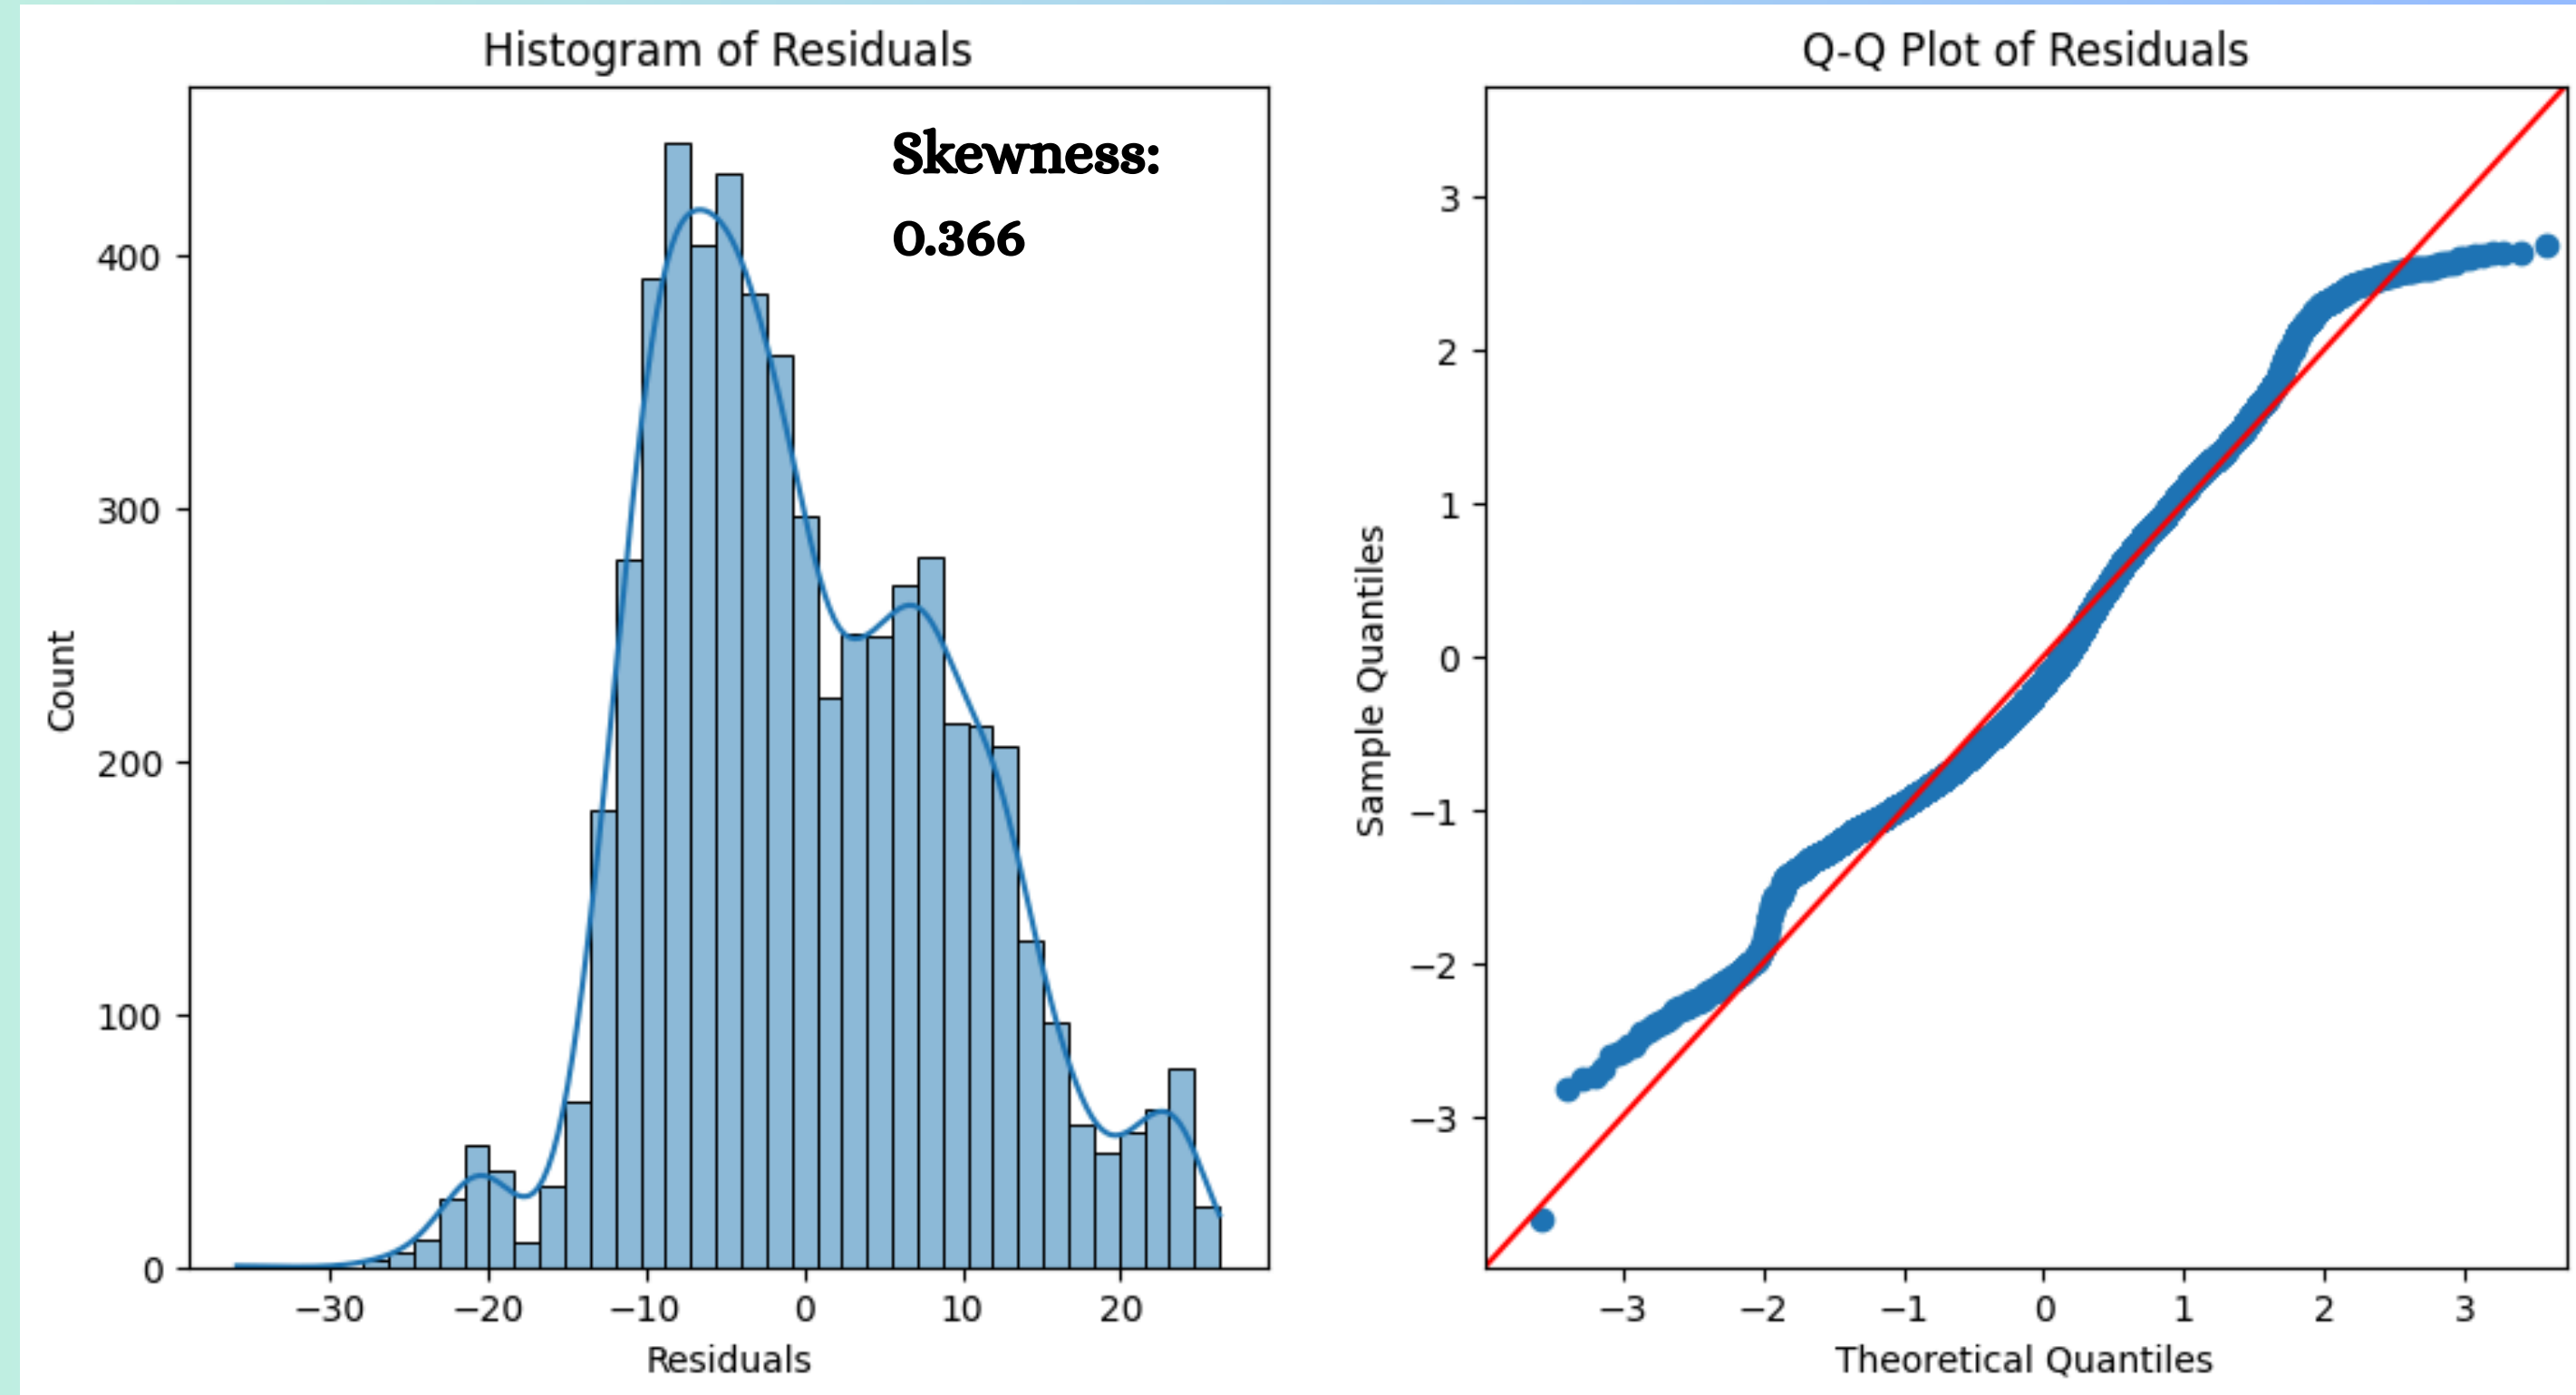 Histogram of Residuals
Skewness:
0.366
400
300
200
100
0
Count
−30 −20 −10 0 10 20
Residuals
Q-Q Plot of Residuals
3
2
1
0
−1
−2
−3
Sample Quantiles
−3 −2 −1 0 1 2 3
Theoretical Quantiles